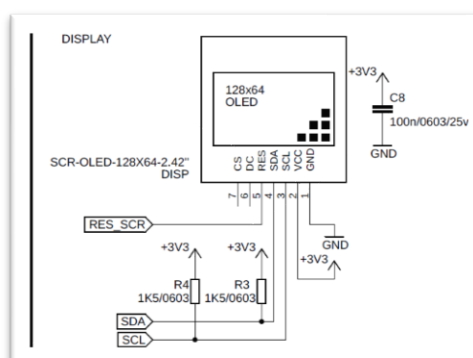 DISPLAY
128x64
OLED
+3V3
C8
100n/0603/25v
GND
SCR-OLED-128X64-2.42"
DISP
CS
DC
RES
SDA
SCL
VCC
GND
7
6
5
4
3
2
1
RES_SCR
GND
+3V3
+3V3
+3V3
R4
1K5/0603
R3
1K5/0603
SDA
SCL